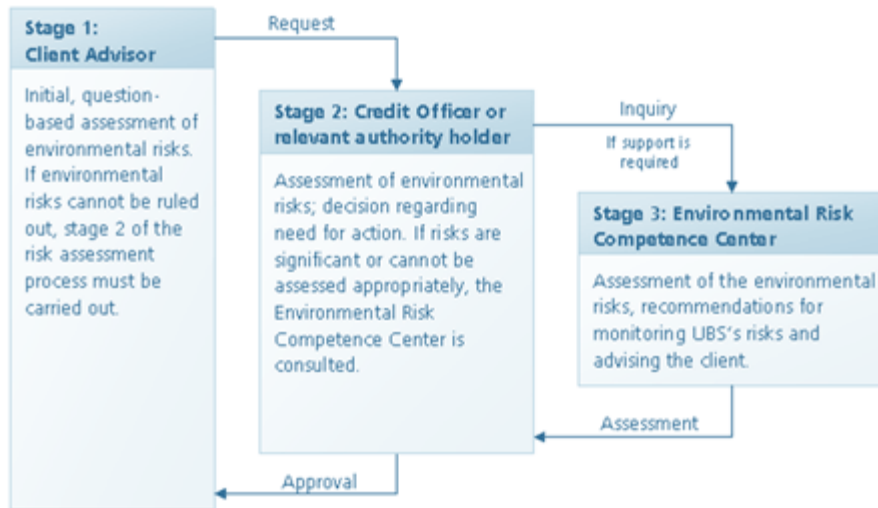 Stage 1:
Client Advisor
Initial, question-
based assessment of
environmental risks.
If environmental
risks cannot be ruled
out, stage 2 of the
risk assessment
process must be
carried out.
Request
Stage 2: Credit Officer or
relevant authority holder
Assessment of environmental
risks; decision regarding
need for action. If risks are
significant or cannot be
assessed appropriately, the
Environmental Risk
Competence Center is
consulted.
Inquiry
If support is
required
Stage 3: Environmental Risk
Competence Center
Assessment of the environmental
risks, recommendations for
monitoring UBS's risks and
advising the client.
Assessment
Approval